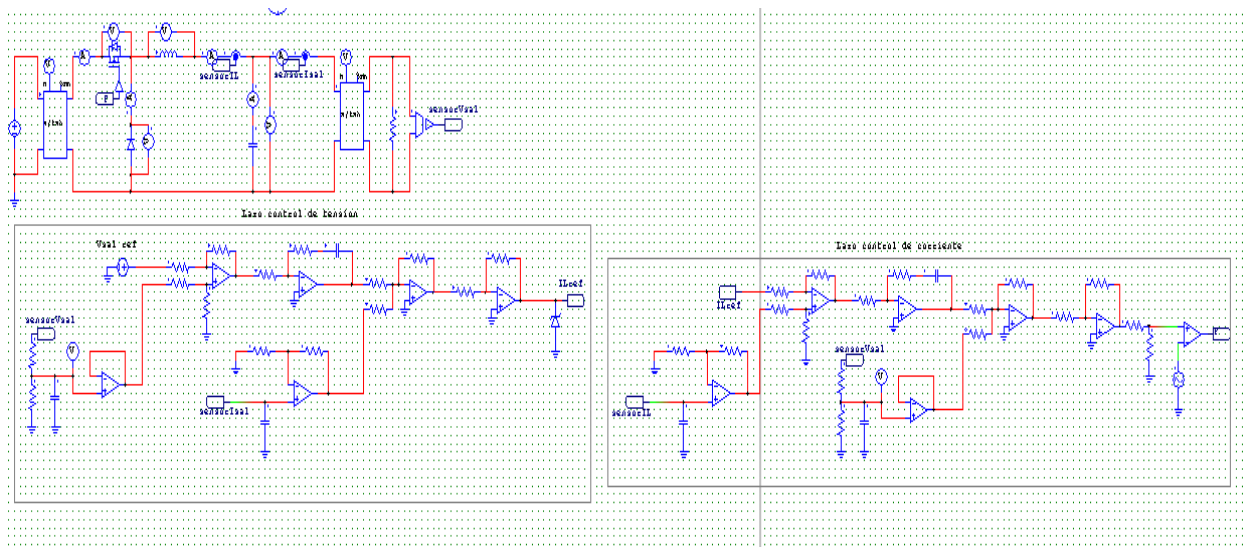 V
V
V
V
A
A
sensorIL
A
sensorIsal
P
A
V
A
V
sensorVsal
Lazo control de tension
Vsal ref
Lazo control de corriente
ILref
ILref
sensorVsal
V
sensorVsal
V
P
sensorIsal
sensorIL